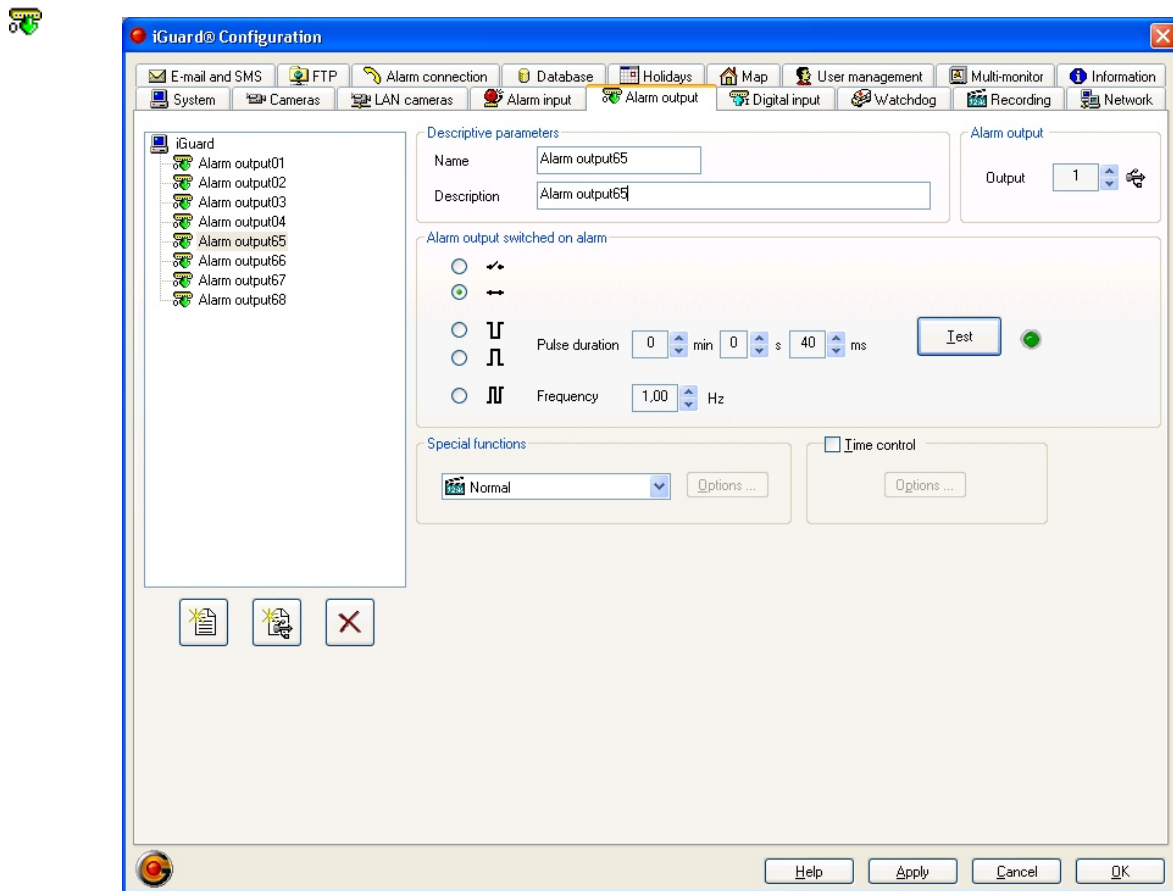 iGuard® Configuration
E-mail and SMS FTP Alarm connection Database Holidays Map User management Multi-monitor Information
System Cameras LAN cameras Alarm input Alarm output Digital input Watchdog Recording Network
iGuard
Alarm output01
Alarm output02
Alarm output03
Alarm output04
Alarm output65
Alarm output66
Alarm output67
Alarm output68
Descriptive parameters
Name Alarm output65
Description Alarm output65
Alarm output
Output 1
Alarm output switched on alarm
Pulse duration 0 min 0 s 40 ms Test
Frequency 1,00 Hz
Special functions
Normal Options ...
Time control
Options ...
Help Apply Cancel OK